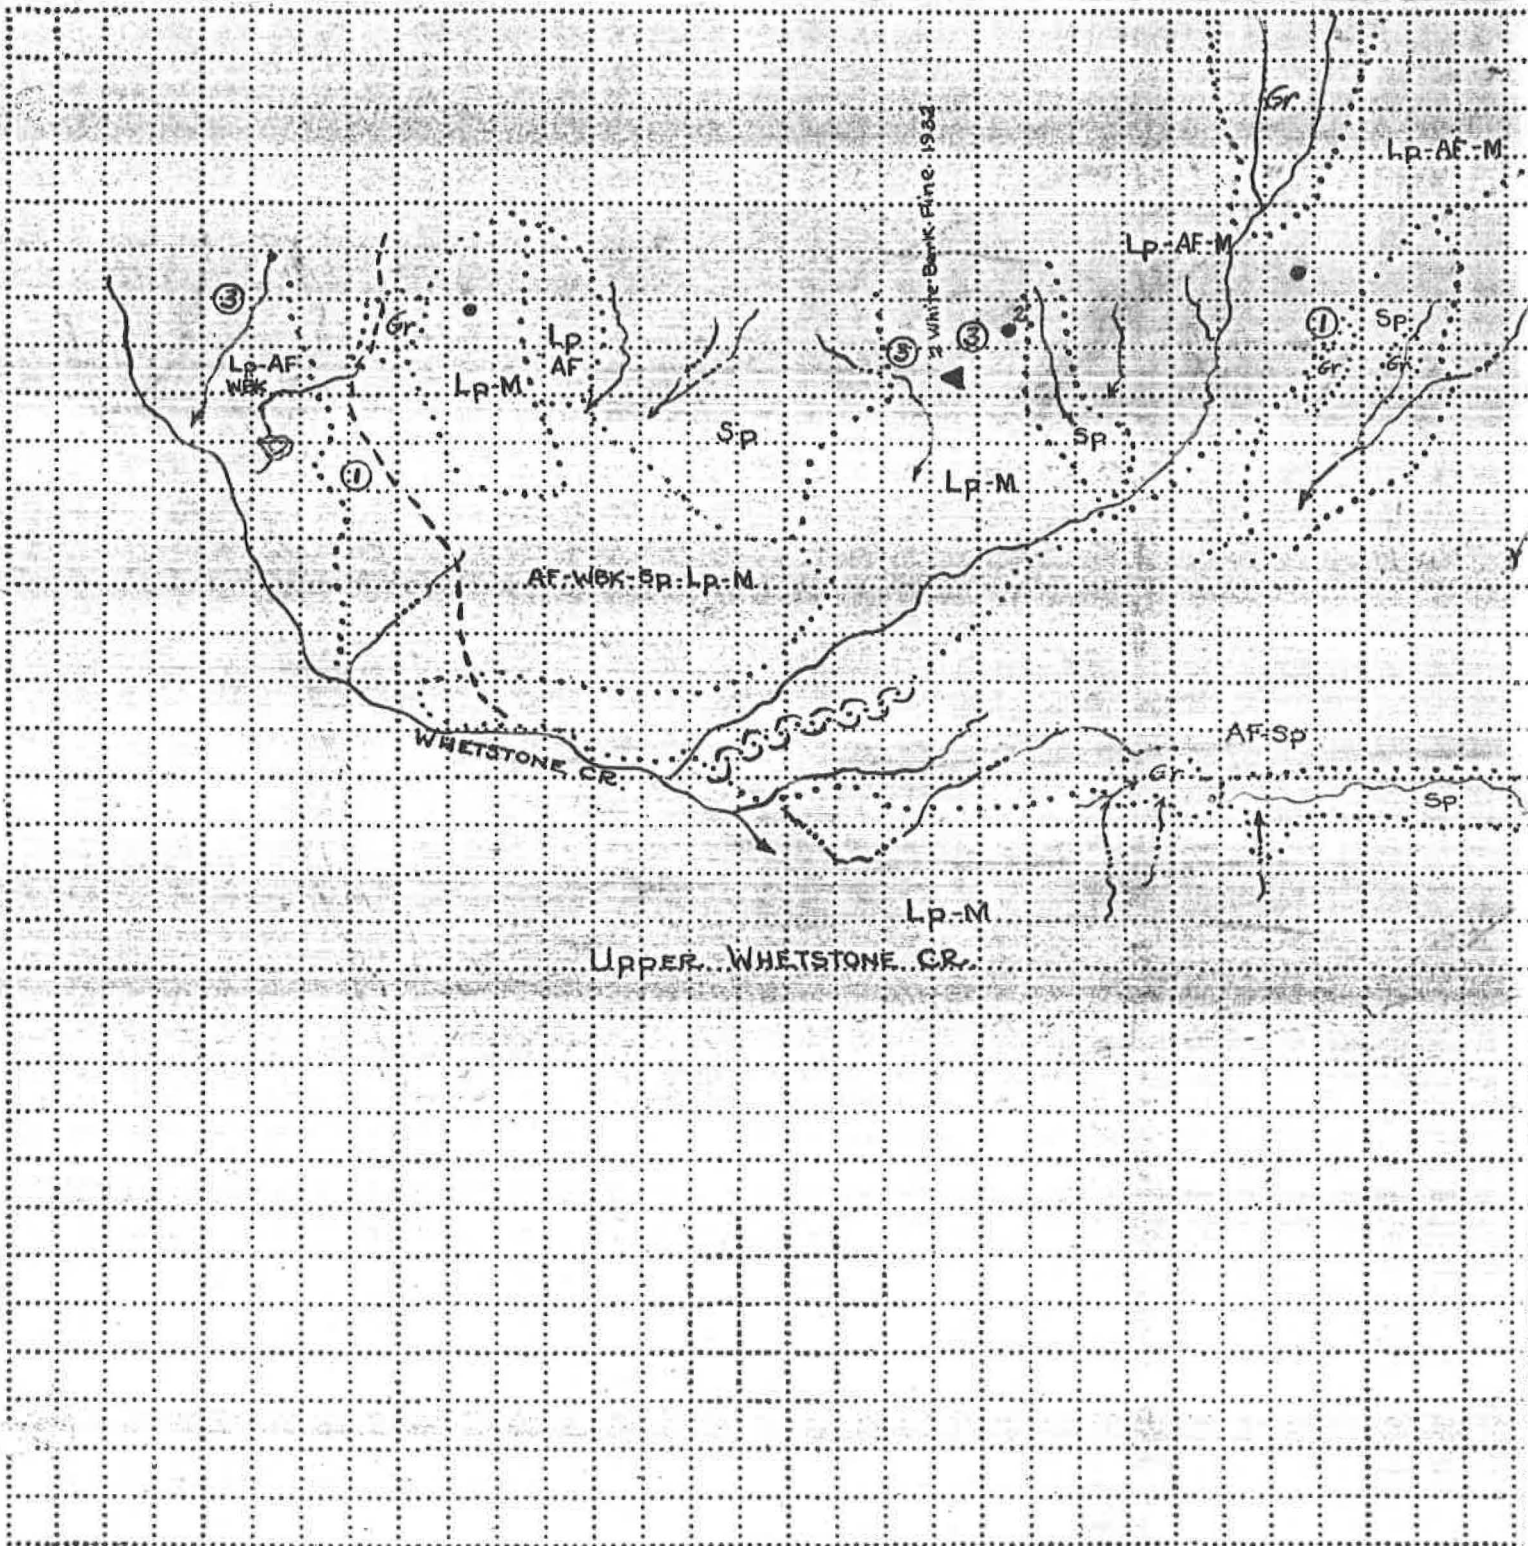 Gr
Lp-AF-M
White Bark Pine 1932
Lp-AF-M
3
Gr
Lp
AF
3
3
2
1
Sp
Lp-AF
WBK
Lp-M
Gr
Gr
Sp
Sp
1
Lp-M
AF-WBK-Sp-Lp-M
WHETSTONE CR.
AF-Sp
Gr
Sp
Lp-M
UPPER WHETSTONE CR.